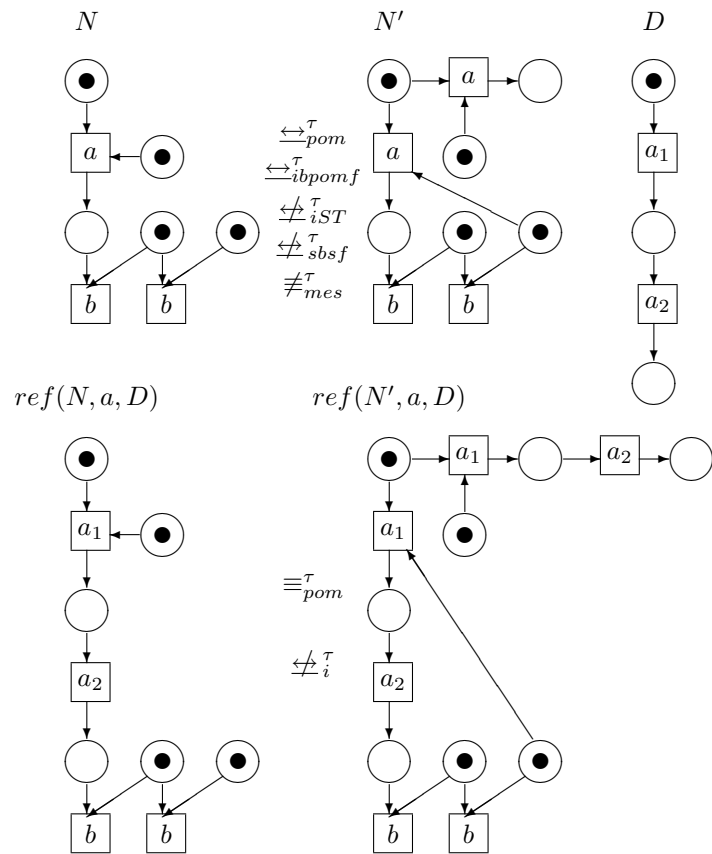 N N′ D
a
a a a₁
↔̲^τ_pom
↔̲^τ_ibpomf
↮̲^τ_iST
↮̲^τ_sbsf
≢^τ_mes
b b b b a₂
ref(N, a, D) ref(N′, a, D)
a₁ a₂
a₁ a₁
≡^τ_pom
a₂ ↮̲^τ_i a₂
b b b b